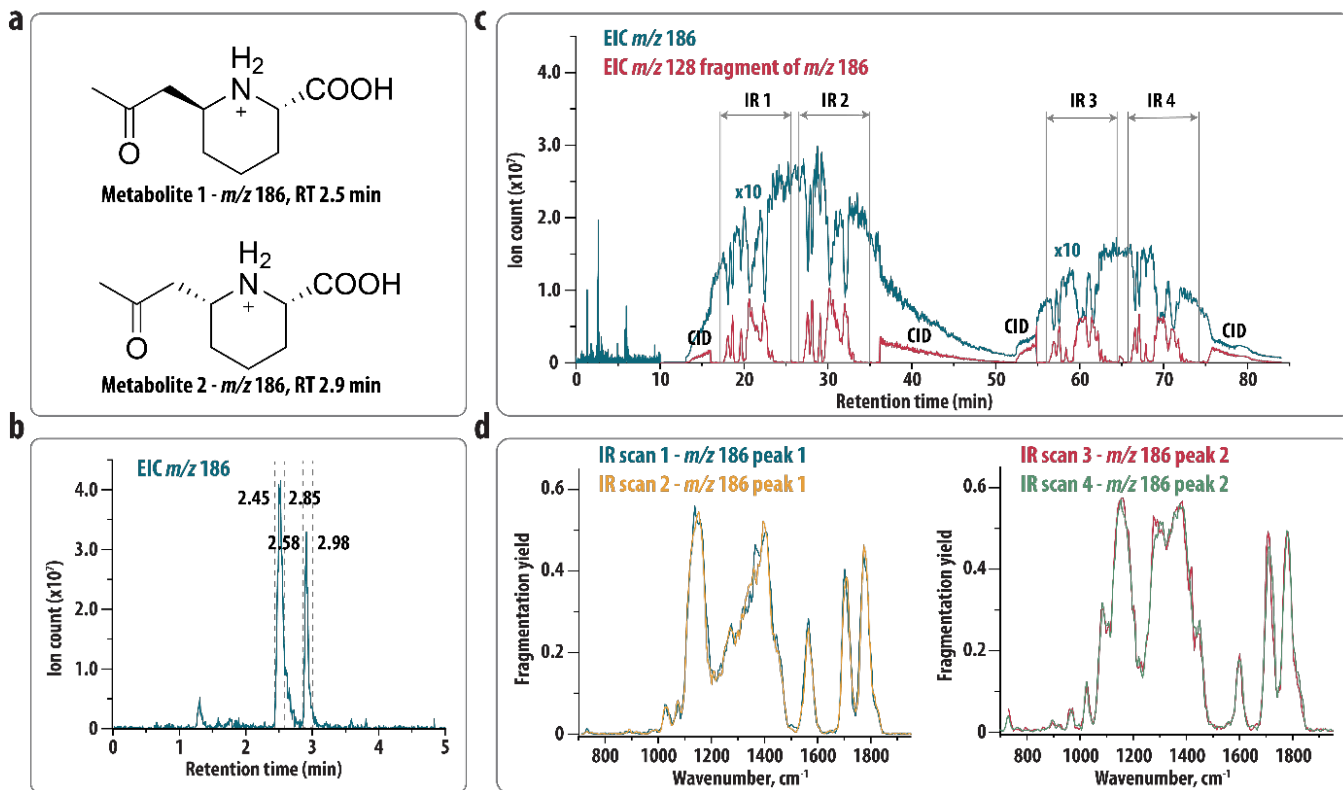 a
H₂
N
+
COOH
O
Metabolite 1 - m/z 186, RT 2.5 min
H₂
N
+
COOH
O
Metabolite 2 - m/z 186, RT 2.9 min
b
EIC m/z 186
4.0
3.0
2.0
1.0
0
Ion count (x10⁷)
2.45
2.85
2.58
2.98
0 1 2 3 4 5
Retention time (min)
c
EIC m/z 186
EIC m/z 128 fragment of m/z 186
4.0
3.0
2.0
1.0
0
Ion count (x10⁷)
IR 1
IR 2
IR 3
IR 4
x10
x10
CID
CID
CID
CID
0 10 20 30 40 50 60 70 80
Retention time (min)
d
IR scan 1 - m/z 186 peak 1
IR scan 2 - m/z 186 peak 1
0.6
0.4
0.2
0
Fragmentation yield
800 1000 1200 1400 1600 1800
Wavenumber, cm⁻¹
IR scan 3 - m/z 186 peak 2
IR scan 4 - m/z 186 peak 2
0.6
0.4
0.2
0
Fragmentation yield
800 1000 1200 1400 1600 1800
Wavenumber, cm⁻¹